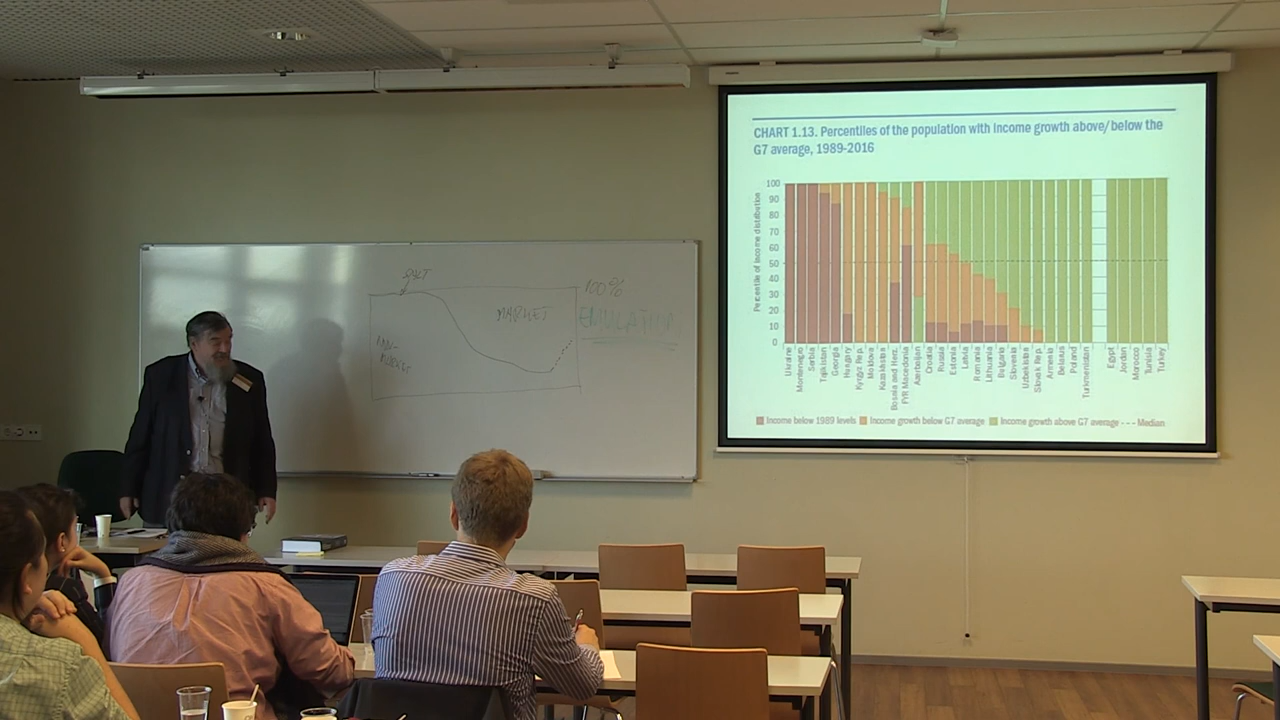 SALT
100%
MARKET
EMULATION
NON-
MARKET
CHART 1.13. Percentiles of the population with income growth above/below the
G7 average, 1989-2016
Percentile of income distribution
100
90
80
70
60
50
40
30
20
10
0
Ukraine
Montenegro
Serbia
Tajikistan
Georgia
Hungary
Kyrgyz Rep.
Moldova
Kazakhstan
Bosnia and Herz.
FYR Macedonia
Azerbaijan
Croatia
Russia
Estonia
Latvia
Romania
Lithuania
Bulgaria
Slovenia
Uzbekistan
Slovak Rep.
Armenia
Belarus
Poland
Turkmenistan
Egypt
Jordan
Morocco
Tunisia
Turkey
Income below 1989 levels Income growth below G7 average Income growth above G7 average Median